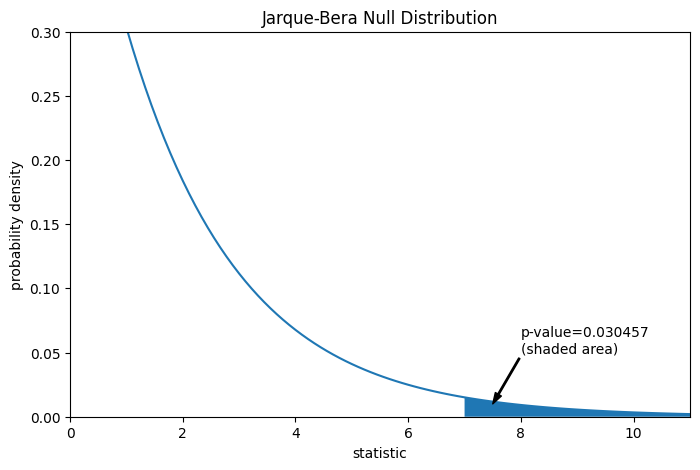 Jarque-Bera Null Distribution
probability density
0.30
0.25
0.20
0.15
0.10
0.05
0.00
p-value=0.030457
(shaded area)
0 2 4 6 8 10
statistic